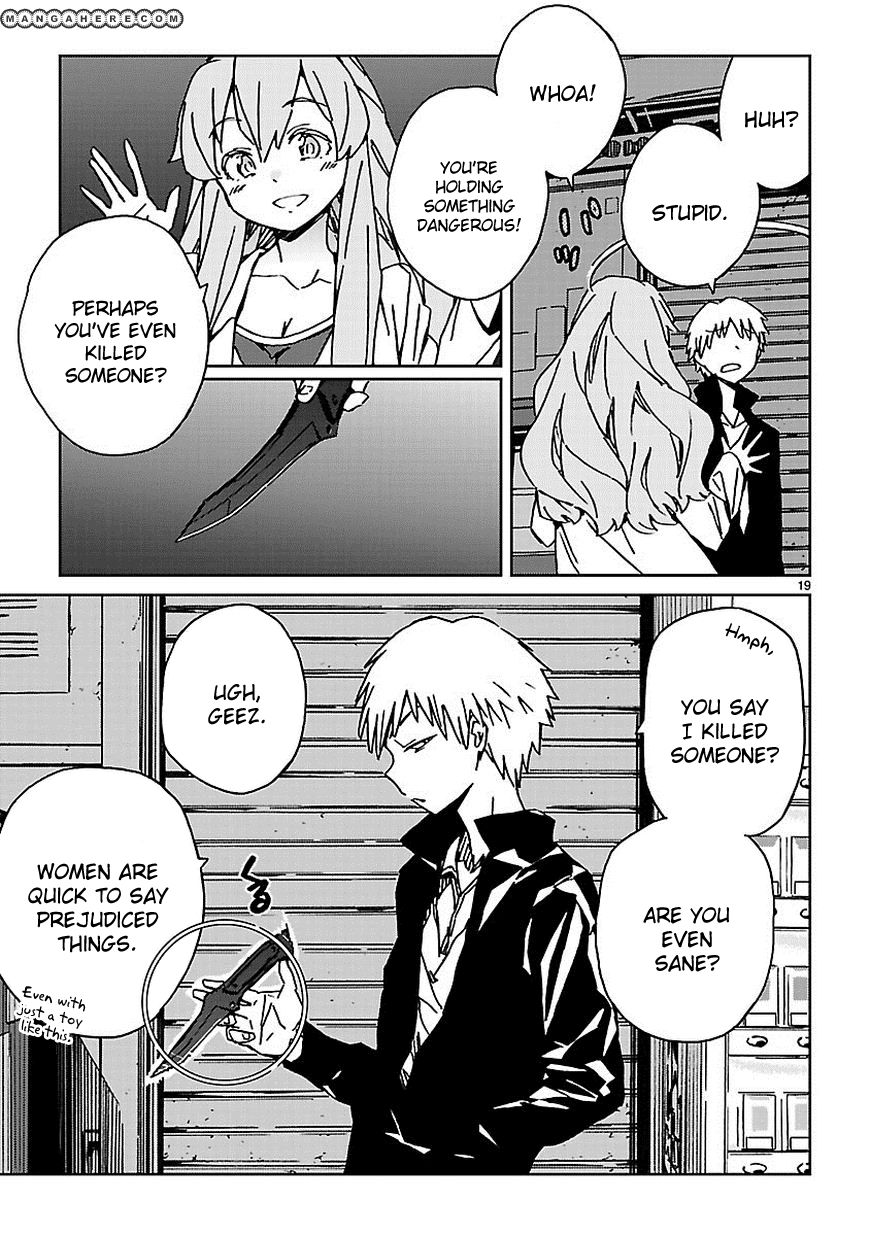 MANGAHERE.COM
HUH?
STUPID.
WHOA!
YOU'RE
HOLDING
SOMETHING
DANGEROUS!
PERHAPS
YOU'VE EVEN
KILLED
SOMEONE?
19
Hmph,
YOU SAY
I KILLED
SOMEONE?
ARE YOU
EVEN
SANE?
UGH,
GEEZ.
くる
WOMEN ARE
QUICK TO SAY
PREJUDICED
THINGS.
Even with
just a toy
like this.